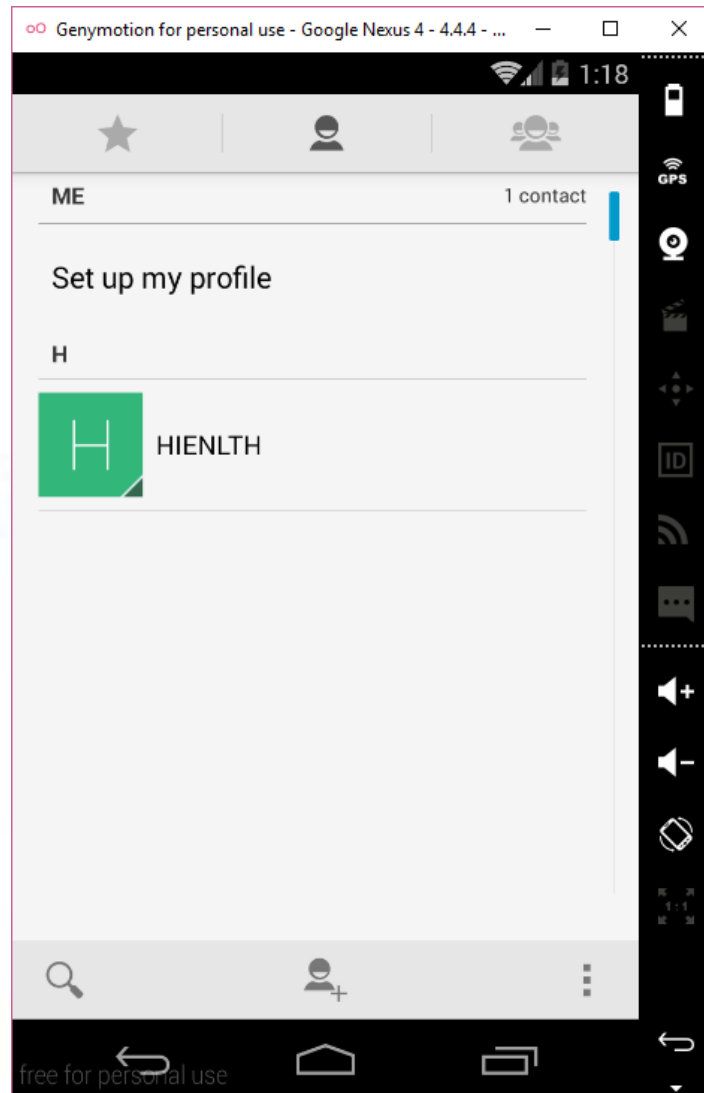 Genymotion for personal use - Google Nexus 4 - 4.4.4 - ...
1:18
GPS
ME 1 contact
Set up my profile
H
H HIENLTH
ID
1:1
free for personal use